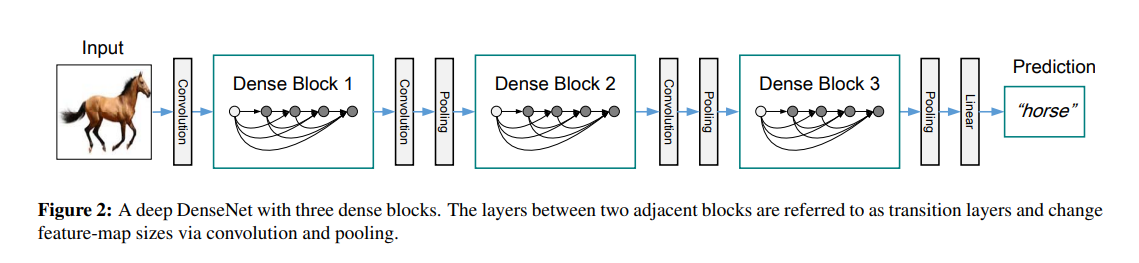 Input
Prediction
Convolution
Dense Block 1
Convolution
Pooling
Dense Block 2
Convolution
Pooling
Dense Block 3
Pooling
Linear
“horse”
Figure 2: A deep DenseNet with three dense blocks. The layers between two adjacent blocks are referred to as transition layers and change
feature-map sizes via convolution and pooling.